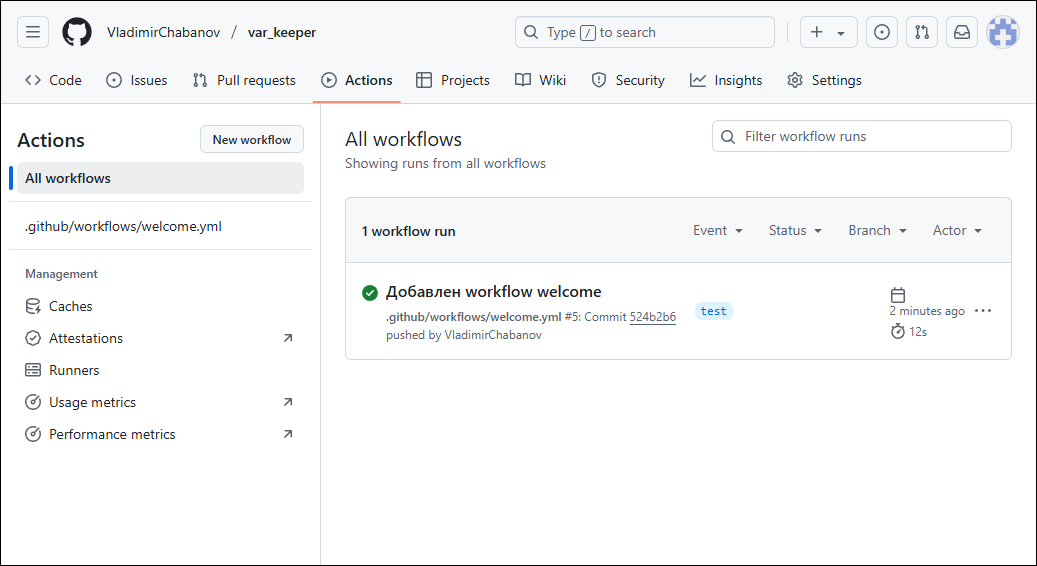 VladimirChabanov / var_keeper
Type / to search
Code
Issues
Pull requests
Actions
Projects
Wiki
Security
Insights
Settings
Actions
New workflow
All workflows
.github/workflows/welcome.yml
Management
Caches
Attestations
Runners
Usage metrics
Performance metrics
All workflows
Showing runs from all workflows
Filter workflow runs
1 workflow run
Event
Status
Branch
Actor
Добавлен workflow welcome
.github/workflows/welcome.yml #5: Commit 524b2b6
pushed by VladimirChabanov
test
2 minutes ago
12s